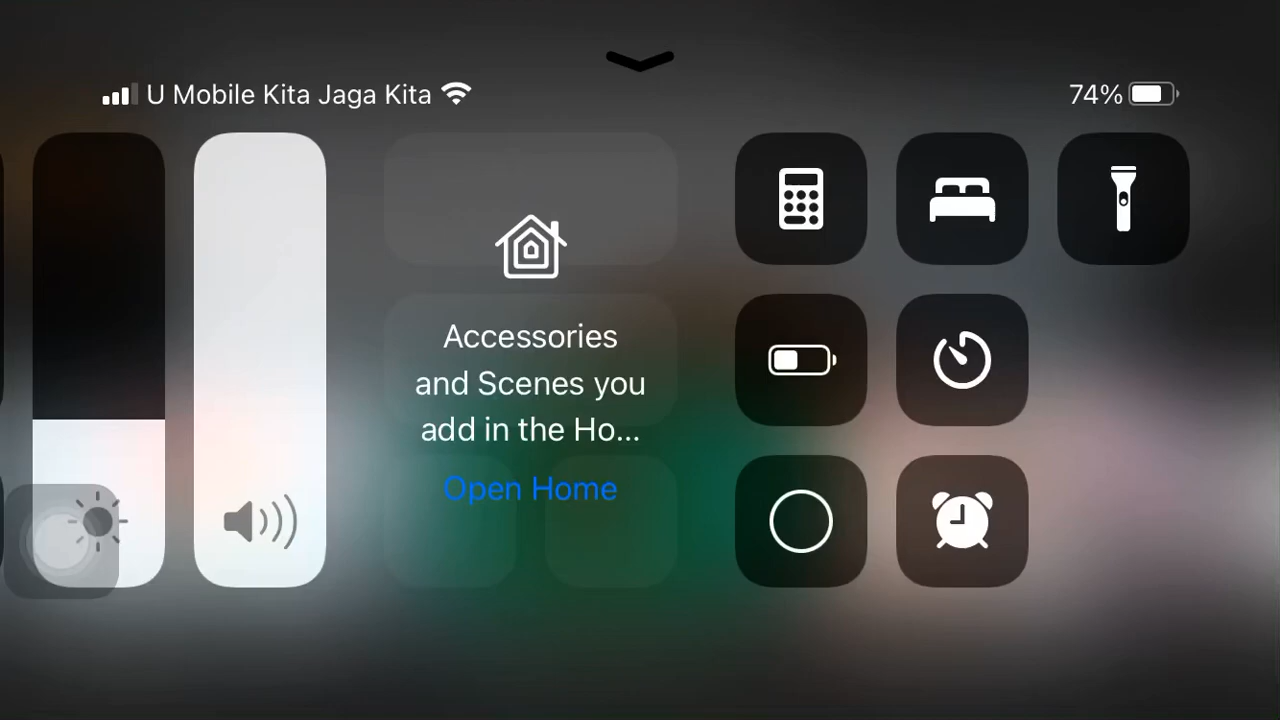 U Mobile Kita Jaga Kita
74%
Accessories
and Scenes you
add in the Ho...
Open Home